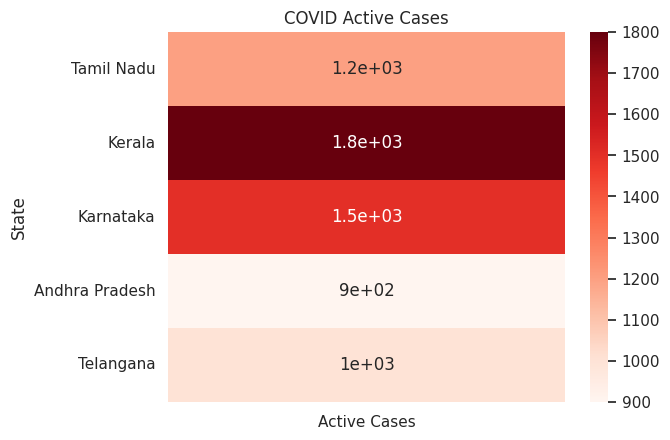 COVID Active Cases
State
Tamil Nadu
1.2e+03
Kerala
1.8e+03
Karnataka
1.5e+03
Andhra Pradesh
9e+02
Telangana
1e+03
Active Cases
1800
1700
1600
1500
1400
1300
1200
1100
1000
900